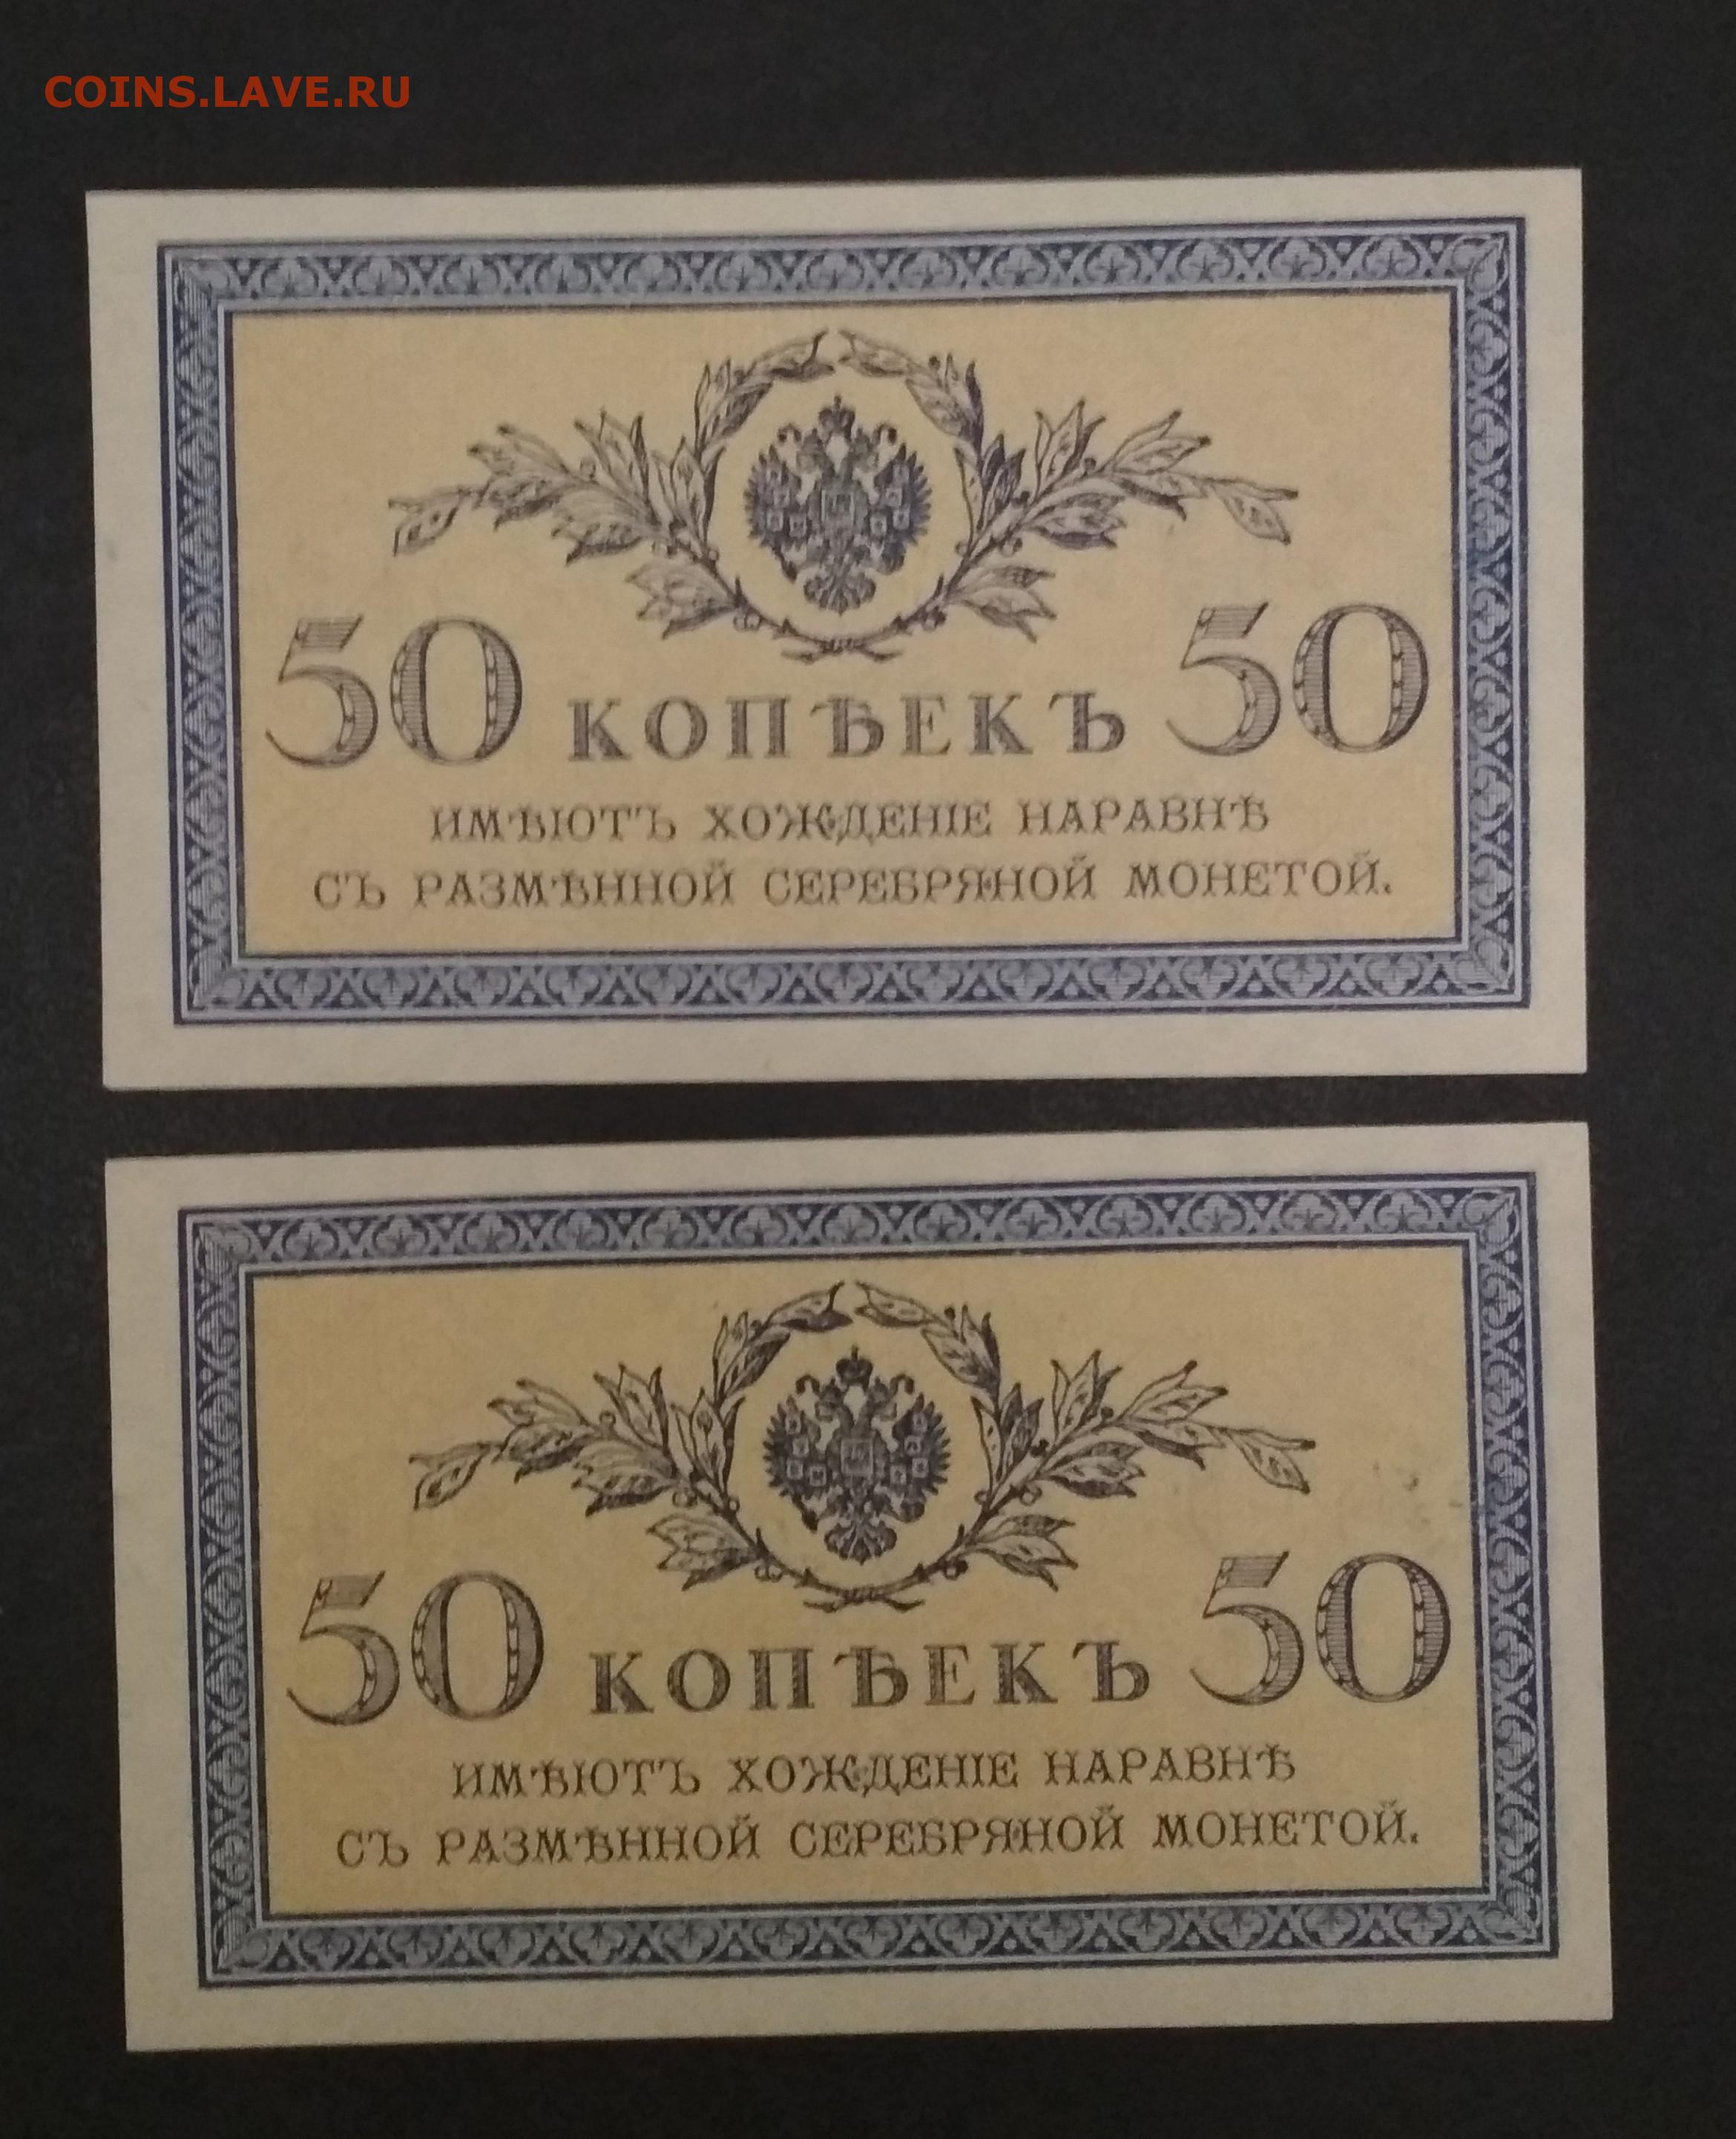 COINS.LAVE.RU
50 КОПѢЕКЪ 50
ИМѢЮТЪ ХОЖДЕНІЕ НАРАВНѢ
СЪ РАЗМѢННОЙ СЕРЕБРЯНОЙ МОНЕТОЙ.
50 КОПѢЕКЪ 50
ИМѢЮТЪ ХОЖДЕНІЕ НАРАВНѢ
СЪ РАЗМѢННОЙ СЕРЕБРЯНОЙ МОНЕТОЙ.